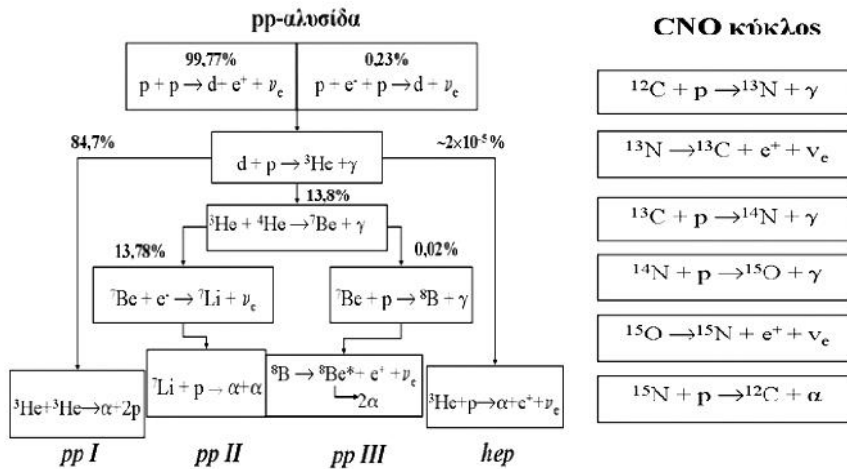 pp-αλυσίδα
99,77%
p + p → d+ e⁺ + νₑ
0,23%
p + e⁻ + p → d + νₑ
84,7%
d + p → ³He + γ
~2×10⁻⁵ %
13,8%
³He + ⁴He → ⁷Be + γ
13,78%
0,02%
⁷Be + e⁻ → ⁷Li + νₑ
⁷Be + p → ⁸B + γ
³He+³He→α+2p
⁷Li + p → α+α
⁸B → ⁸Be* + e⁺ + νₑ
2α
³He+p→α+e⁺+νₑ
pp I
pp II
pp III
hep
CNO κύκλος
¹²C + p → ¹³N + γ
¹³N → ¹³C + e⁺ + νₑ
¹³C + p → ¹⁴N + γ
¹⁴N + p → ¹⁵O + γ
¹⁵O → ¹⁵N + e⁺ + νₑ
¹⁵N + p → ¹²C + α